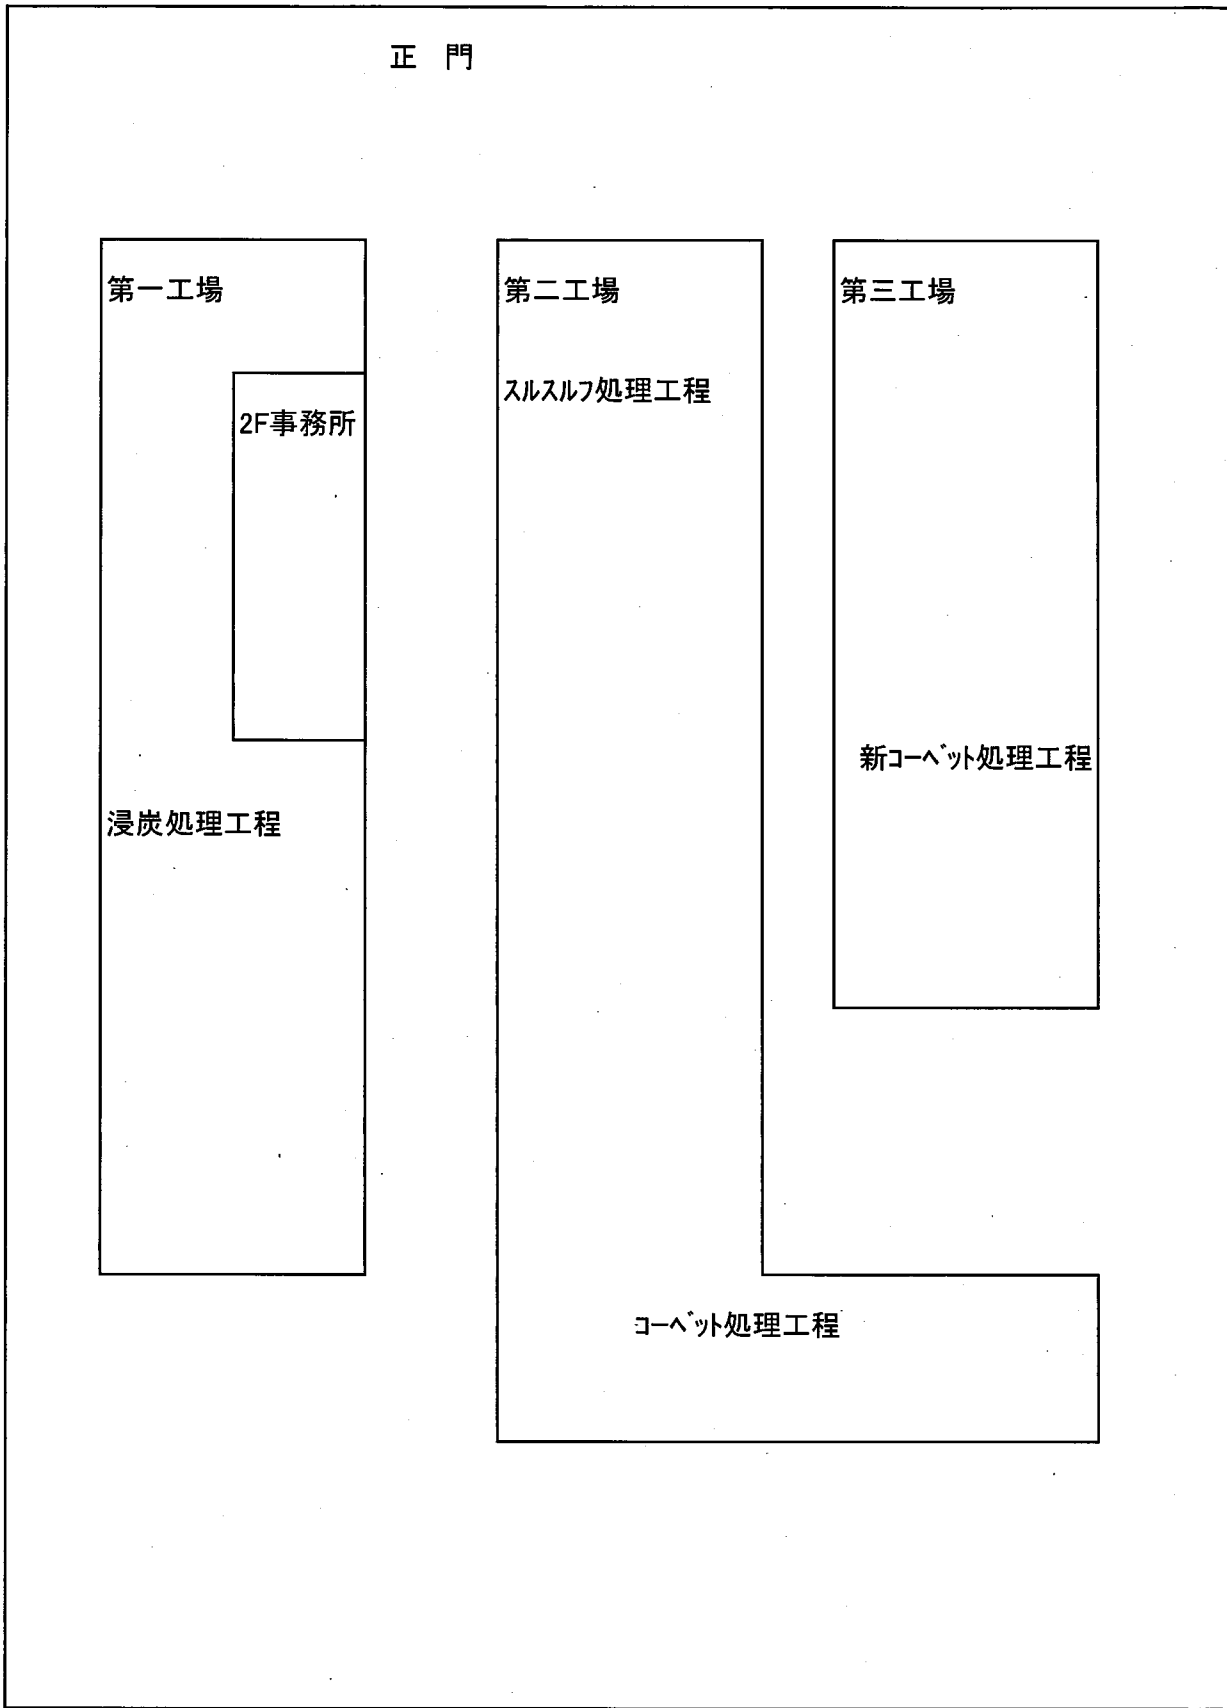 正 門
第一工場
第二工場
第三工場
2F事務所
ｽﾙｽﾙﾌ処理工程
新ｺｰﾍﾞｯﾄ処理工程
浸炭処理工程
ｺｰﾍﾞｯﾄ処理工程